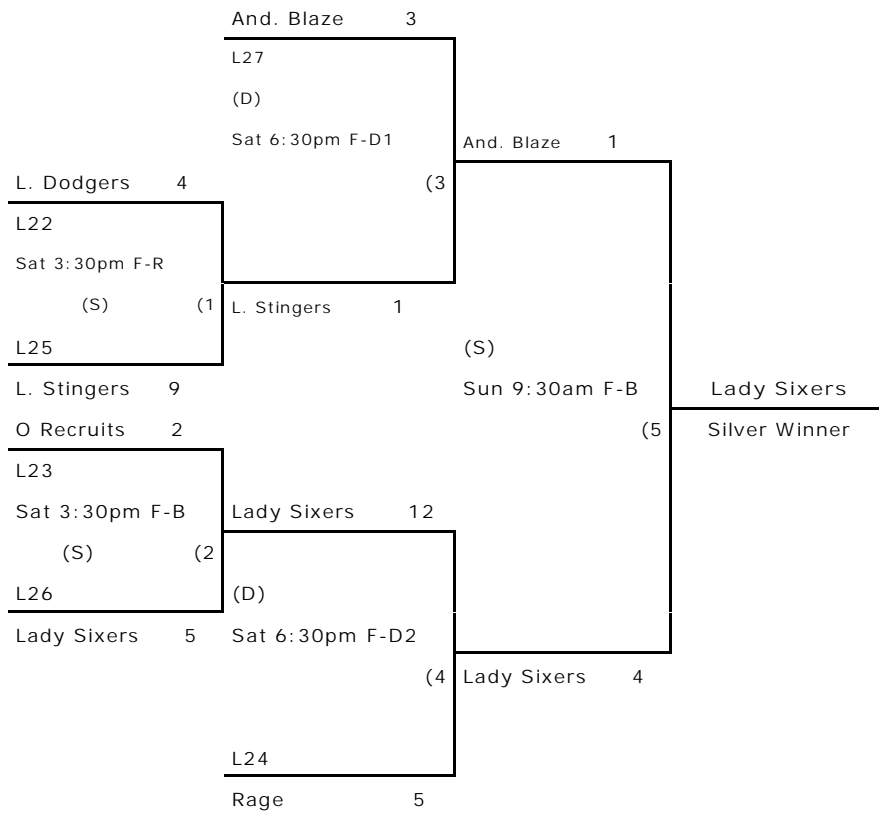 And. Blaze 3
L27
(D)
Sat 6:30pm F-D1
And. Blaze 1
L. Dodgers 4
(3
L22
Sat 3:30pm F-R
(S) (1
L. Stingers 1
L25
(S)
L. Stingers 9
Sun 9:30am F-B
Lady Sixers
O Recruits 2
(5
Silver Winner
L23
Sat 3:30pm F-B
Lady Sixers 12
(S) (2
L26
(D)
Lady Sixers 5
Sat 6:30pm F-D2
(4
Lady Sixers 4
L24
Rage 5